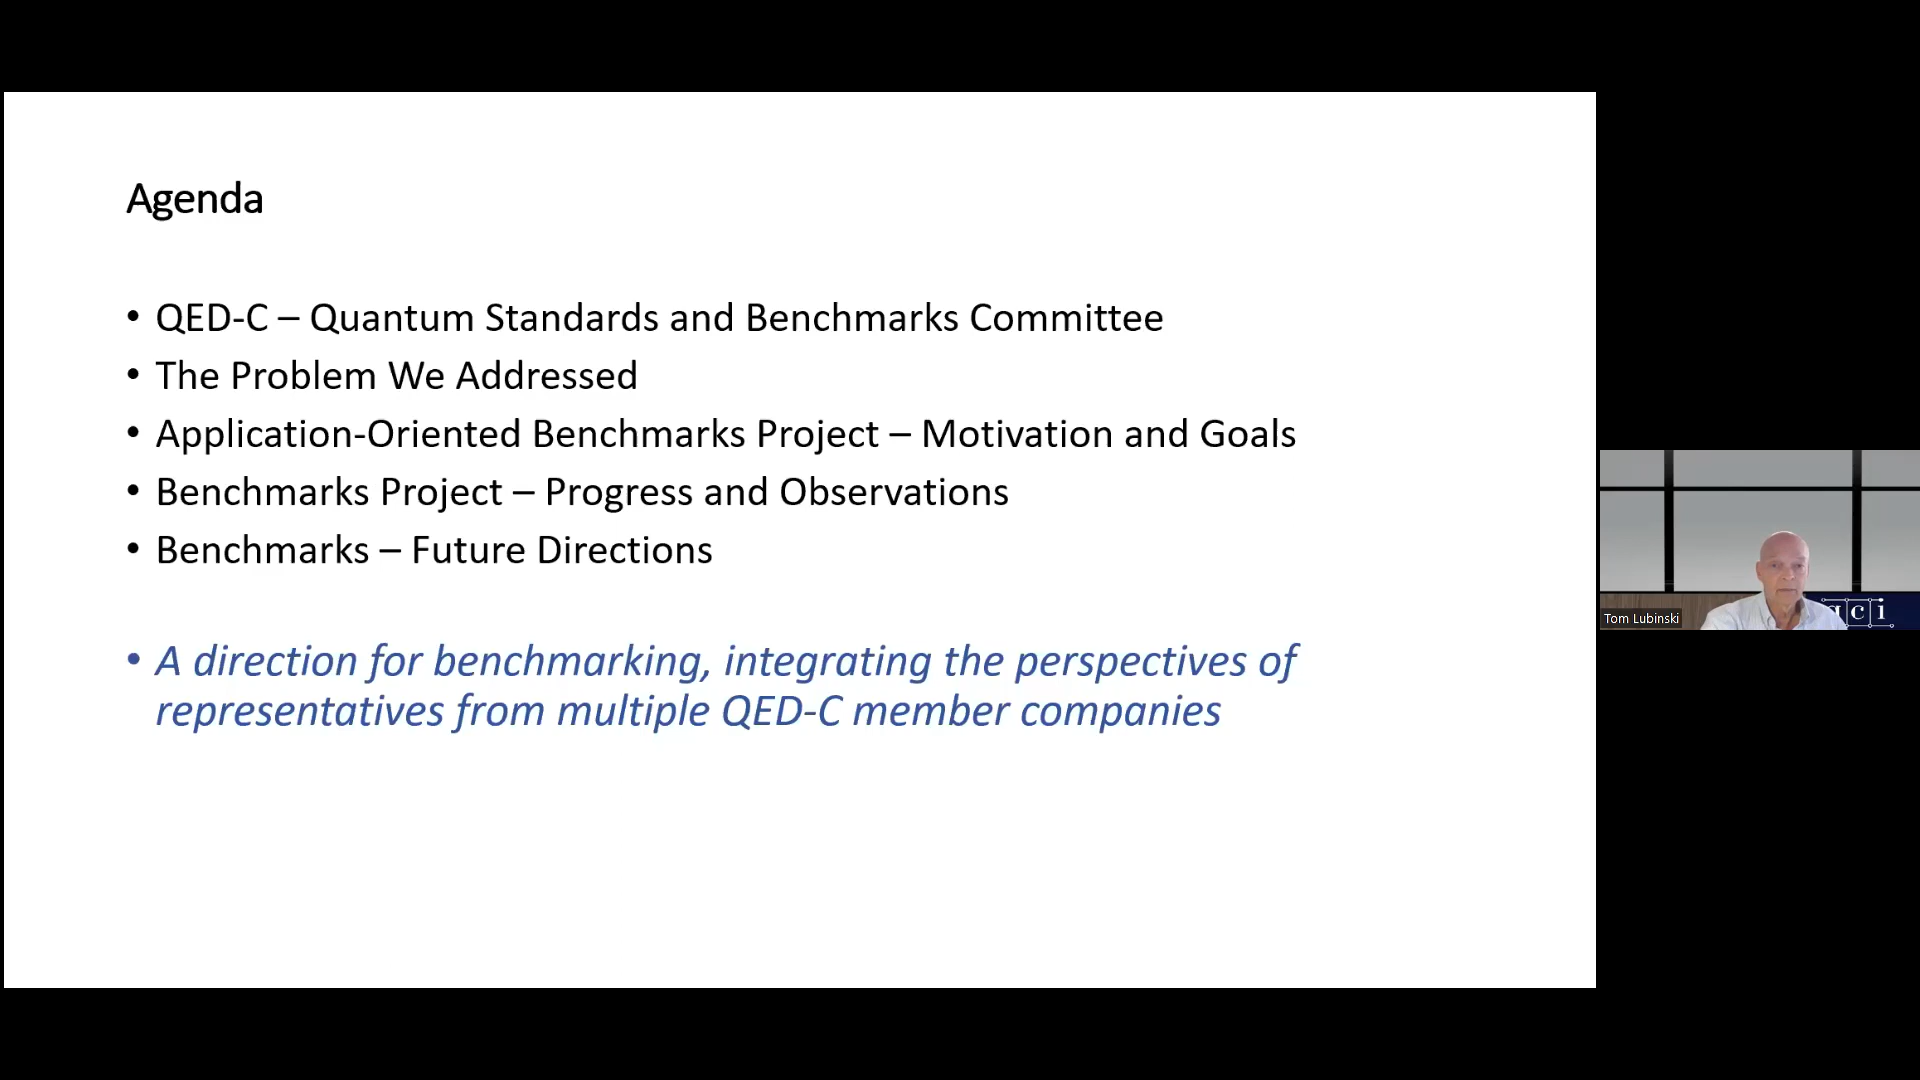 Agenda
• QED-C – Quantum Standards and Benchmarks Committee
• The Problem We Addressed
• Application-Oriented Benchmarks Project – Motivation and Goals
• Benchmarks Project – Progress and Observations
• Benchmarks – Future Directions
• A direction for benchmarking, integrating the perspectives of
representatives from multiple QED-C member companies
Tom Lubinski
qci